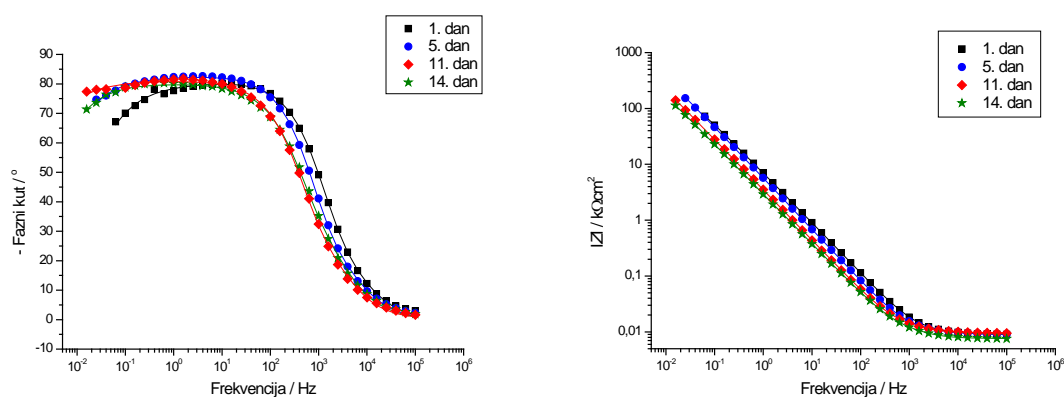 1. dan
5. dan
11. dan
14. dan
90
80
70
60
50
40
30
20
10
0
-10
- Fazni kut / °
10-2 10-1 100 101 102 103 104 105 106
Frekvencija / Hz
1. dan
5. dan
11. dan
14. dan
1000
100
10
1
0,1
0,01
|Z| / kΩcm2
10-2 10-1 100 101 102 103 104 105 106
Frekvencija / Hz